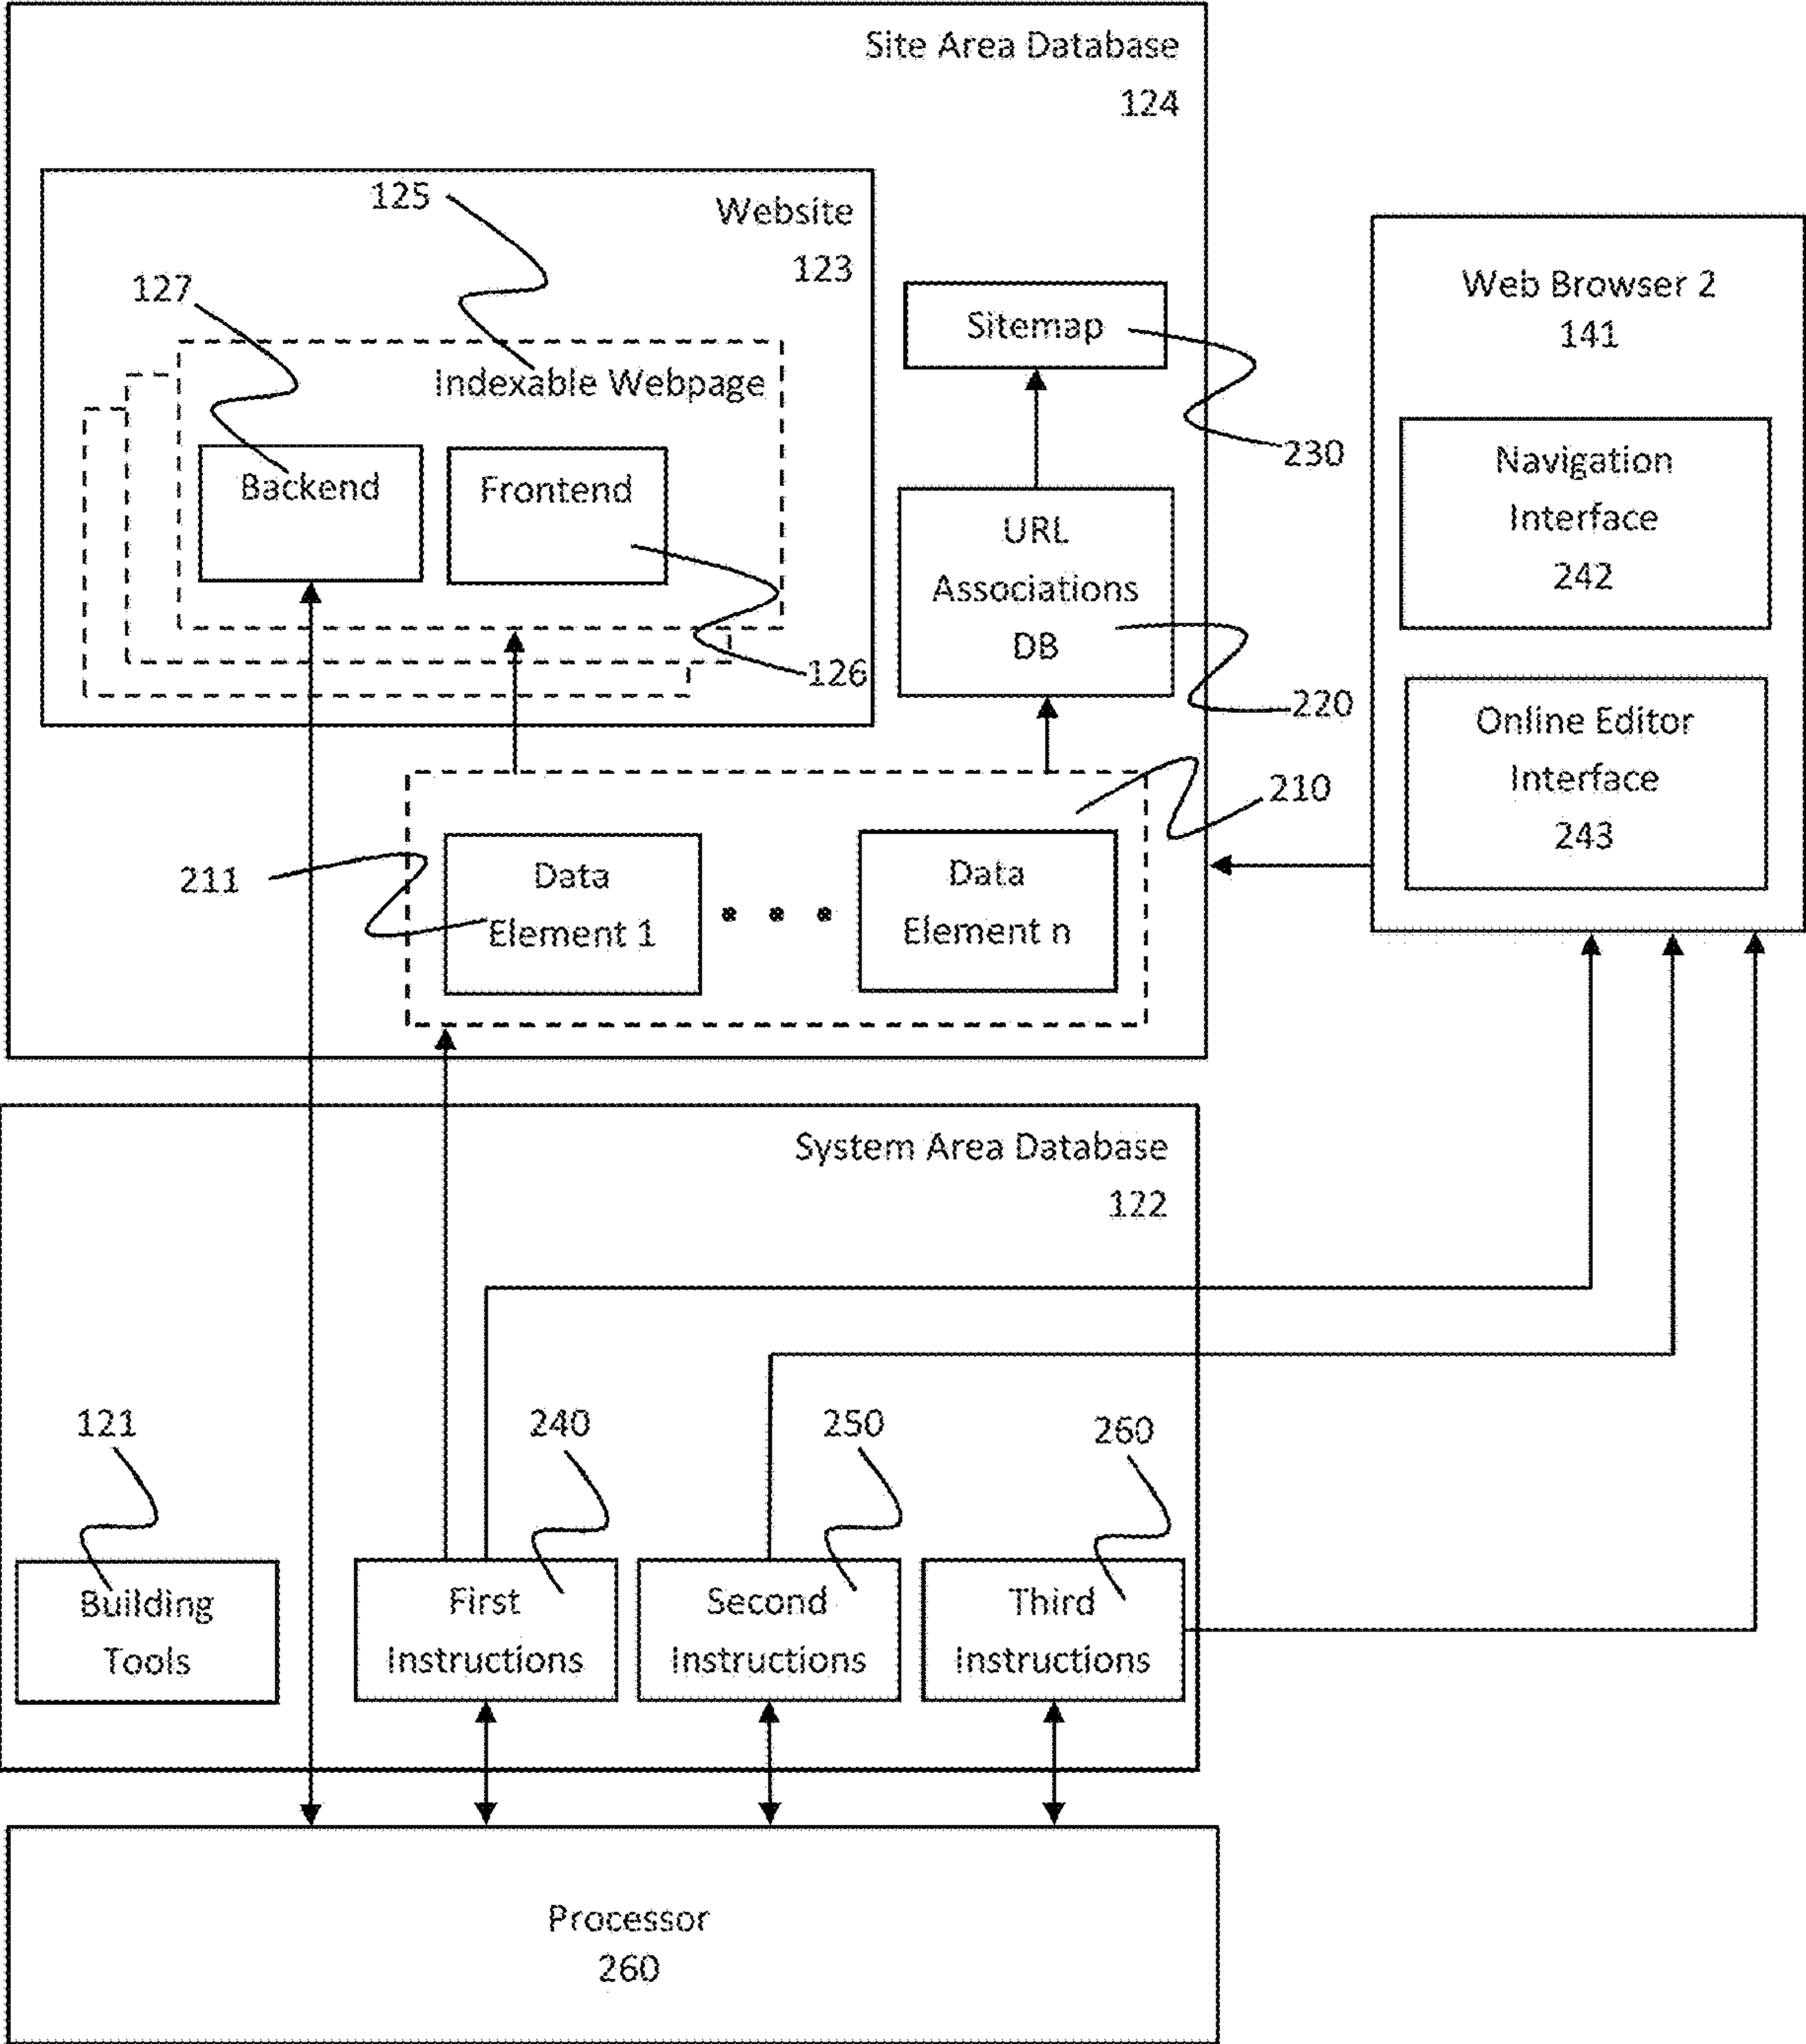 Site Area Database
124
125
Website
123
127
Indexable Webpage
Backend
Frontend
126
Sitemap
230
URL
Associations
DB
220
Web Browser 2
141
Navigation
Interface
242
Online Editor
Interface
243
210
211
Data
Element 1
Data
Element n
System Area Database
122
121
240
250
260
Building
Tools
First
Instructions
Second
Instructions
Third
Instructions
Processor
260